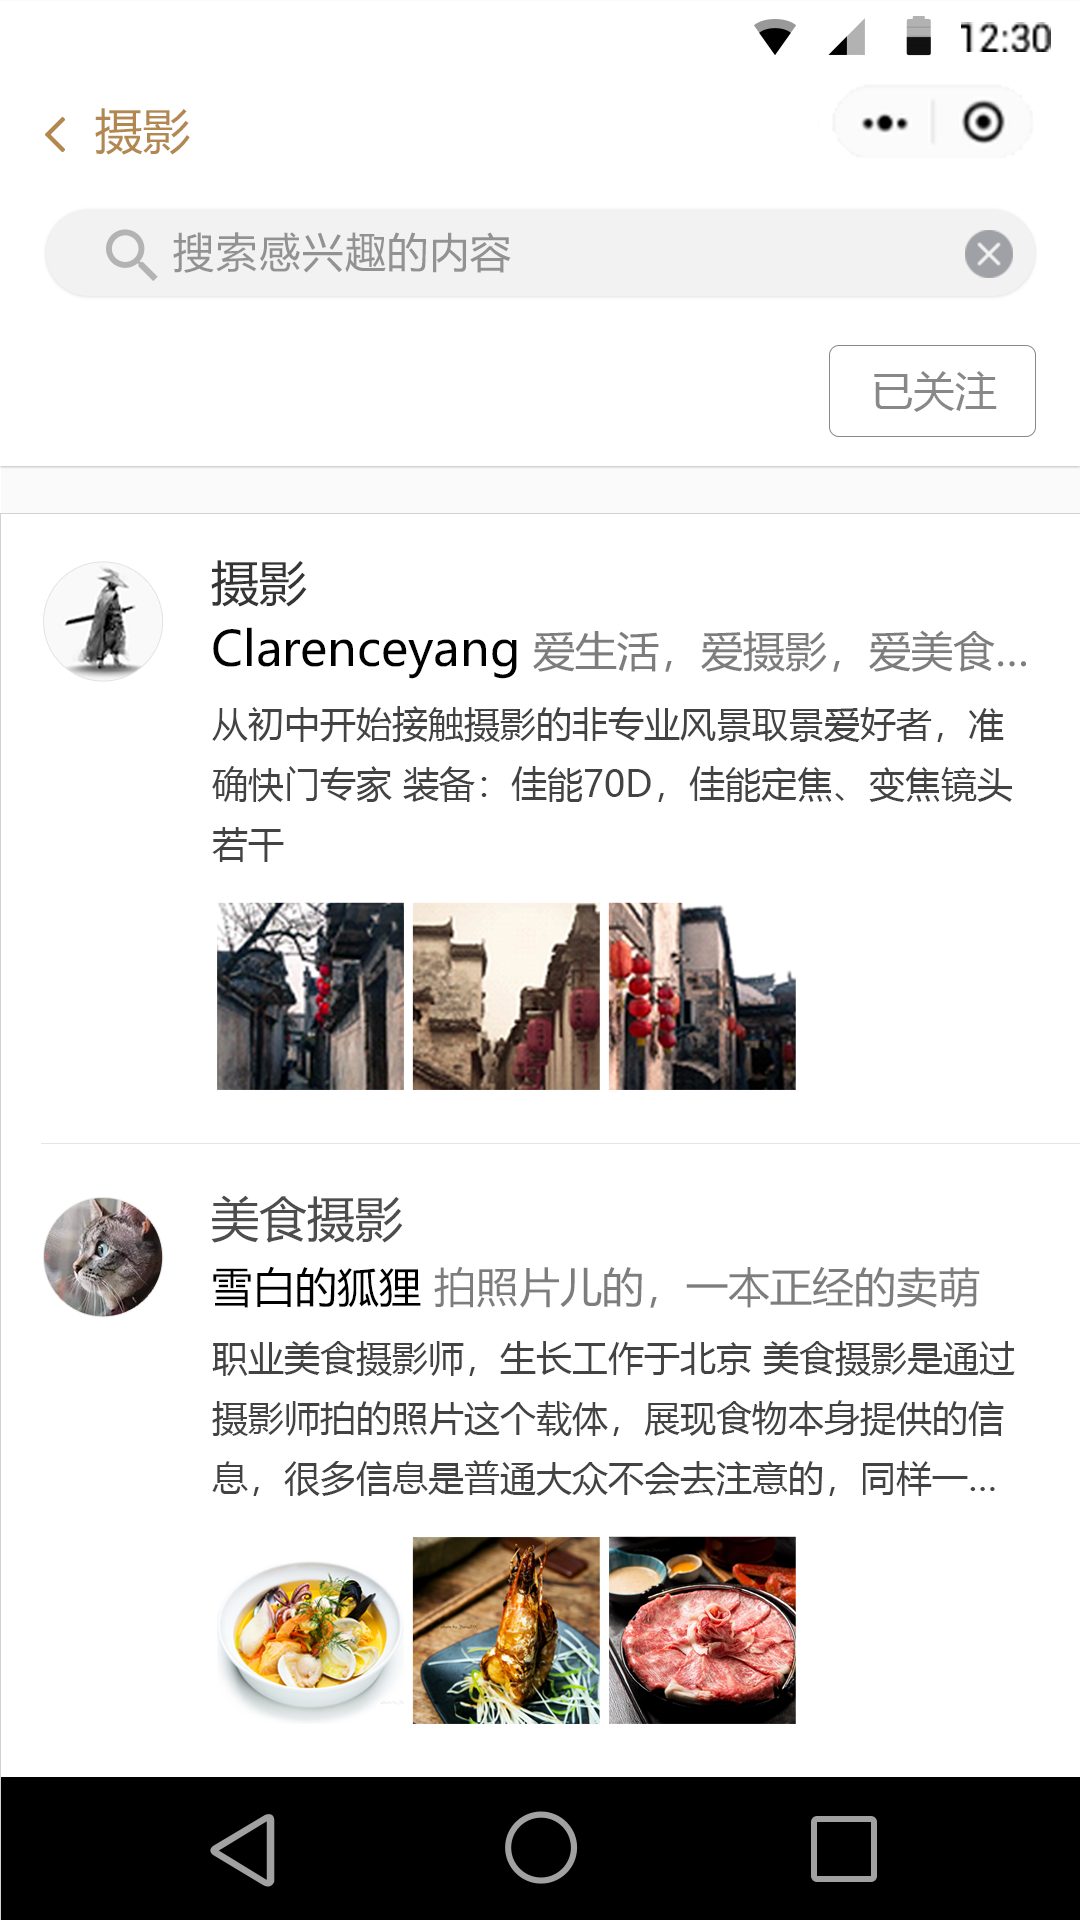 12:30
摄影
搜索感兴趣的内容
已关注
摄影
Clarenceyang 爱生活，爱摄影，爱美食...
从初中开始接触摄影的非专业风景取景爱好者，准
确快门专家 装备：佳能70D，佳能定焦、变焦镜头
若干
美食摄影
雪白的狐狸 拍照片儿的，一本正经的卖萌
职业美食摄影师，生长工作于北京 美食摄影是通过
摄影师拍的照片这个载体，展现食物本身提供的信
息，很多信息是普通大众不会去注意的，同样一...